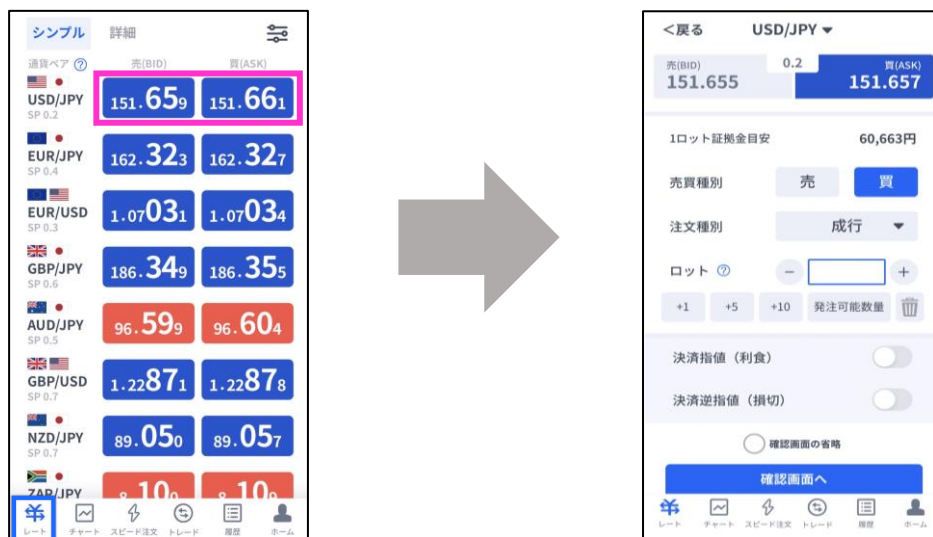 シンプル 詳細
通貨ペア ? 売(BID) 買(ASK)
USD/JPY 151.659 151.661
SP 0.2
EUR/JPY 162.323 162.327
SP 0.4
EUR/USD 1.07031 1.07034
SP 0.3
GBP/JPY 186.349 186.355
SP 0.6
AUD/JPY 96.599 96.604
SP 0.5
GBP/USD 1.22871 1.22878
SP 0.7
NZD/JPY 89.050 89.057
SP 0.7
ZAR/JPY
レート チャート スピード注文 トレード 履歴 ホーム
<戻る USD/JPY
売(BID) 0.2 買(ASK)
151.655 151.657
1ロット証拠金目安 60,663円
売買種別 売 買
注文種別 成行
ロット ? − +
+1 +5 +10 発注可能数量
決済指値（利食）
決済逆指値（損切）
確認画面の省略
確認画面へ
レート チャート スピード注文 トレード 履歴 ホーム